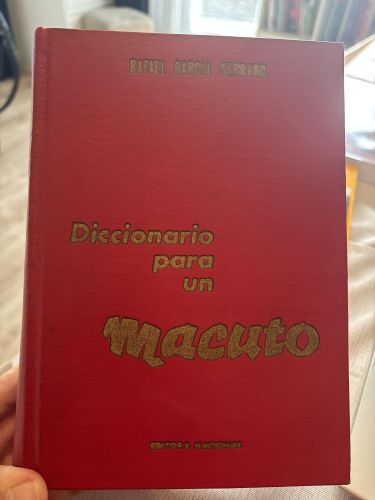 RAFAEL GARCIA SERRANO
Diccionario
para
un
Macuto
EDITORA NACIONAL